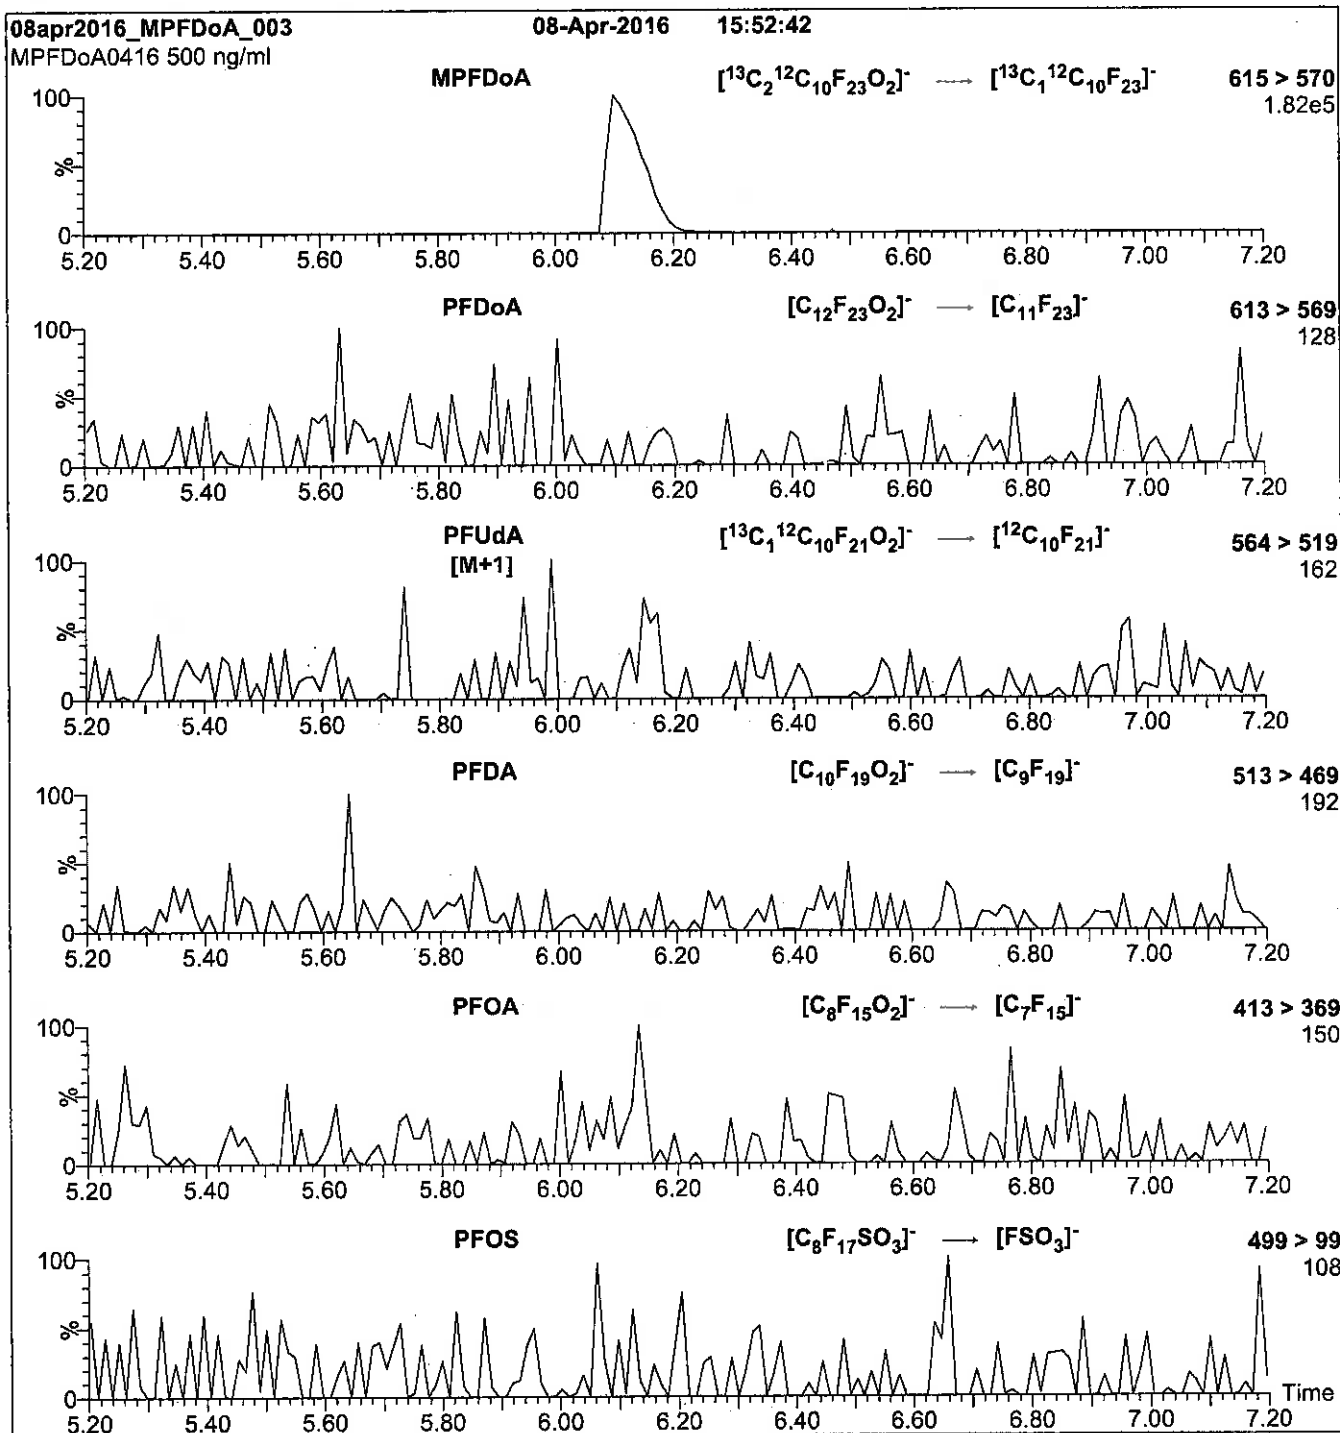 08apr2016_MPFDoA_003 08-Apr-2016 15:52:42
MPFDoA0416 500 ng/ml
MPFDoA [¹³C₂¹²C₁₀F₂₃O₂]⁻ → [¹³C₁¹²C₁₀F₂₃]⁻ 615 > 570
1.82e5
100
%
0
5.20 5.40 5.60 5.80 6.00 6.20 6.40 6.60 6.80 7.00 7.20
PFDoA [C₁₂F₂₃O₂]⁻ → [C₁₁F₂₃]⁻ 613 > 569
128
100
%
0
5.20 5.40 5.60 5.80 6.00 6.20 6.40 6.60 6.80 7.00 7.20
PFUdA [¹³C₁¹²C₁₀F₂₁O₂]⁻ → [¹²C₁₀F₂₁]⁻ 564 > 519
[M+1] 162
100
%
0
5.20 5.40 5.60 5.80 6.00 6.20 6.40 6.60 6.80 7.00 7.20
PFDA [C₁₀F₁₉O₂]⁻ → [C₉F₁₉]⁻ 513 > 469
192
100
%
0
5.20 5.40 5.60 5.80 6.00 6.20 6.40 6.60 6.80 7.00 7.20
PFOA [C₈F₁₅O₂]⁻ → [C₇F₁₅]⁻ 413 > 369
150
100
%
0
5.20 5.40 5.60 5.80 6.00 6.20 6.40 6.60 6.80 7.00 7.20
PFOS [C₈F₁₇SO₃]⁻ → [FSO₃]⁻ 499 > 99
108
100
%
0 Time
5.20 5.40 5.60 5.80 6.00 6.20 6.40 6.60 6.80 7.00 7.20